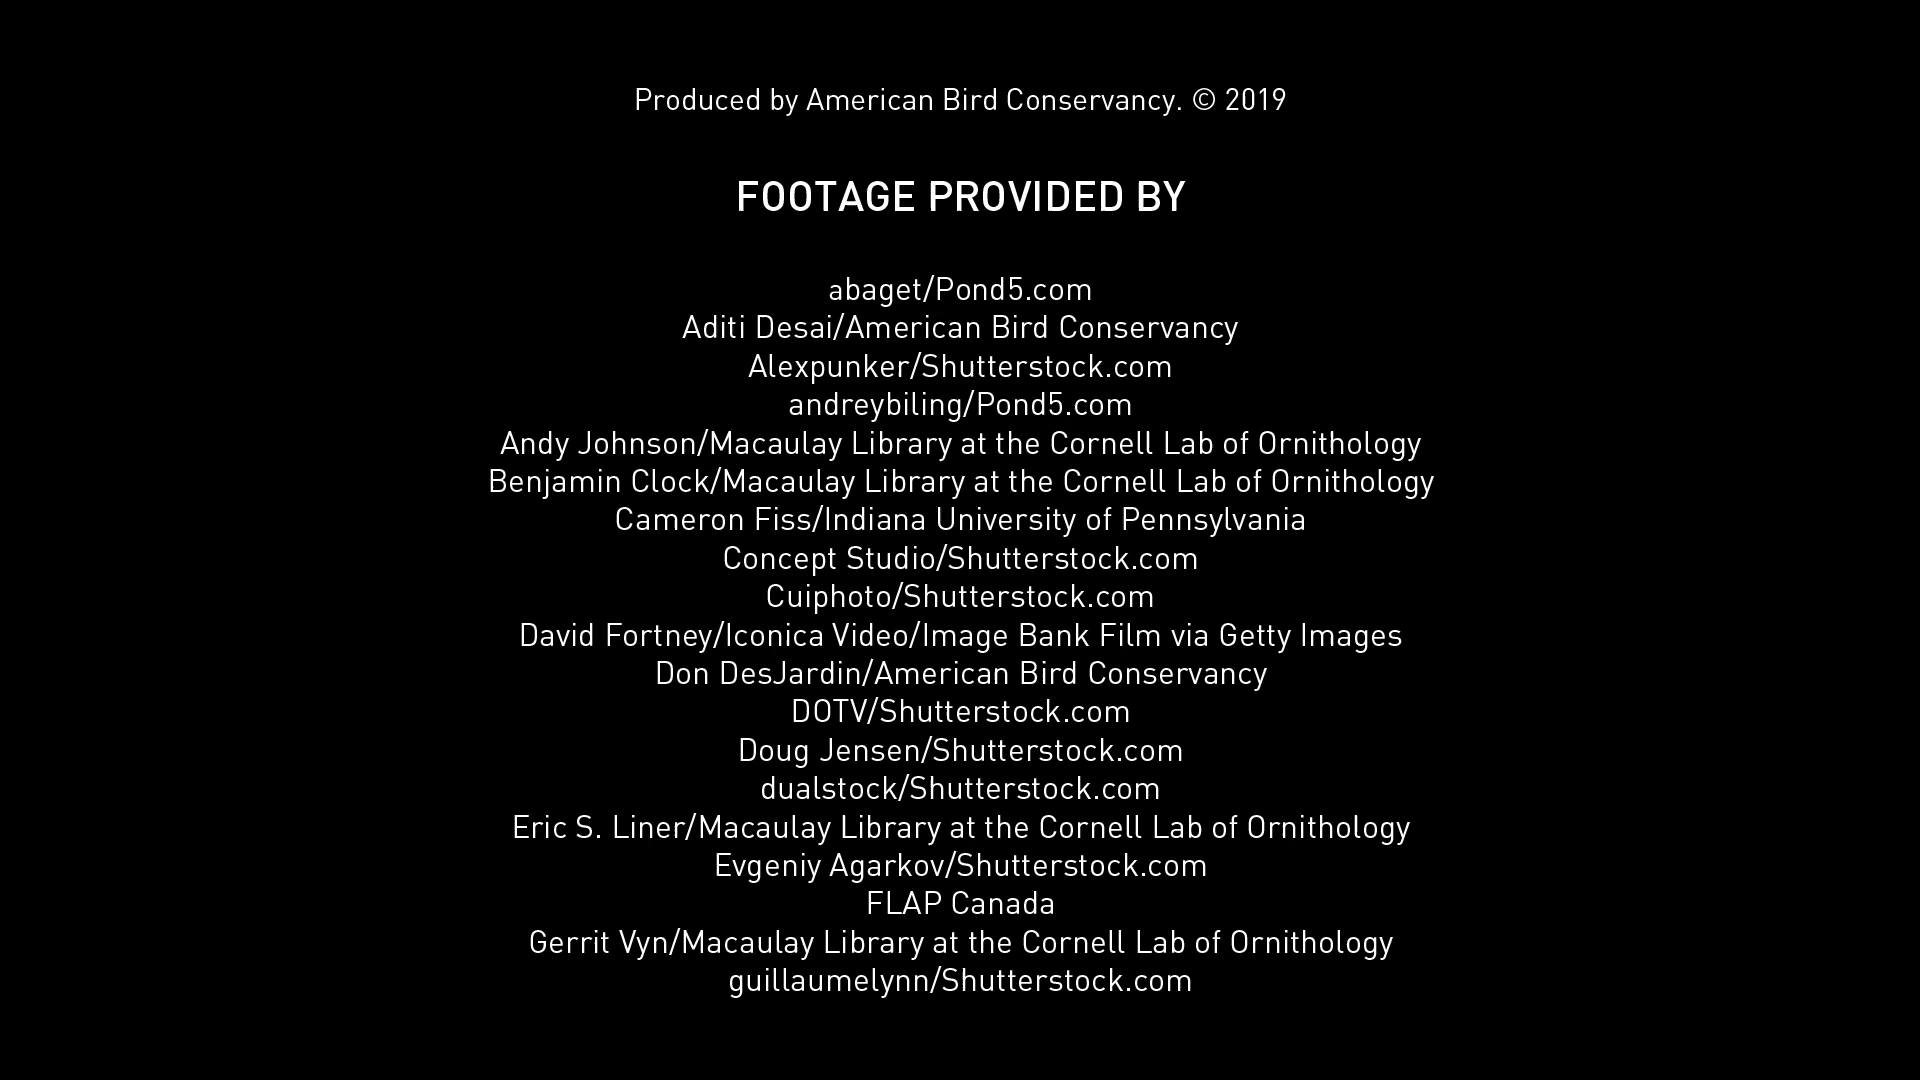 Produced by American Bird Conservancy. © 2019
FOOTAGE PROVIDED BY
abaget/Pond5.com
Aditi Desai/American Bird Conservancy
Alexpunker/Shutterstock.com
andreybiling/Pond5.com
Andy Johnson/Macaulay Library at the Cornell Lab of Ornithology
Benjamin Clock/Macaulay Library at the Cornell Lab of Ornithology
Cameron Fiss/Indiana University of Pennsylvania
Concept Studio/Shutterstock.com
Cuiphoto/Shutterstock.com
David Fortney/Iconica Video/Image Bank Film via Getty Images
Don DesJardin/American Bird Conservancy
DOTV/Shutterstock.com
Doug Jensen/Shutterstock.com
dualstock/Shutterstock.com
Eric S. Liner/Macaulay Library at the Cornell Lab of Ornithology
Evgeniy Agarkov/Shutterstock.com
FLAP Canada
Gerrit Vyn/Macaulay Library at the Cornell Lab of Ornithology
guillaumelynn/Shutterstock.com